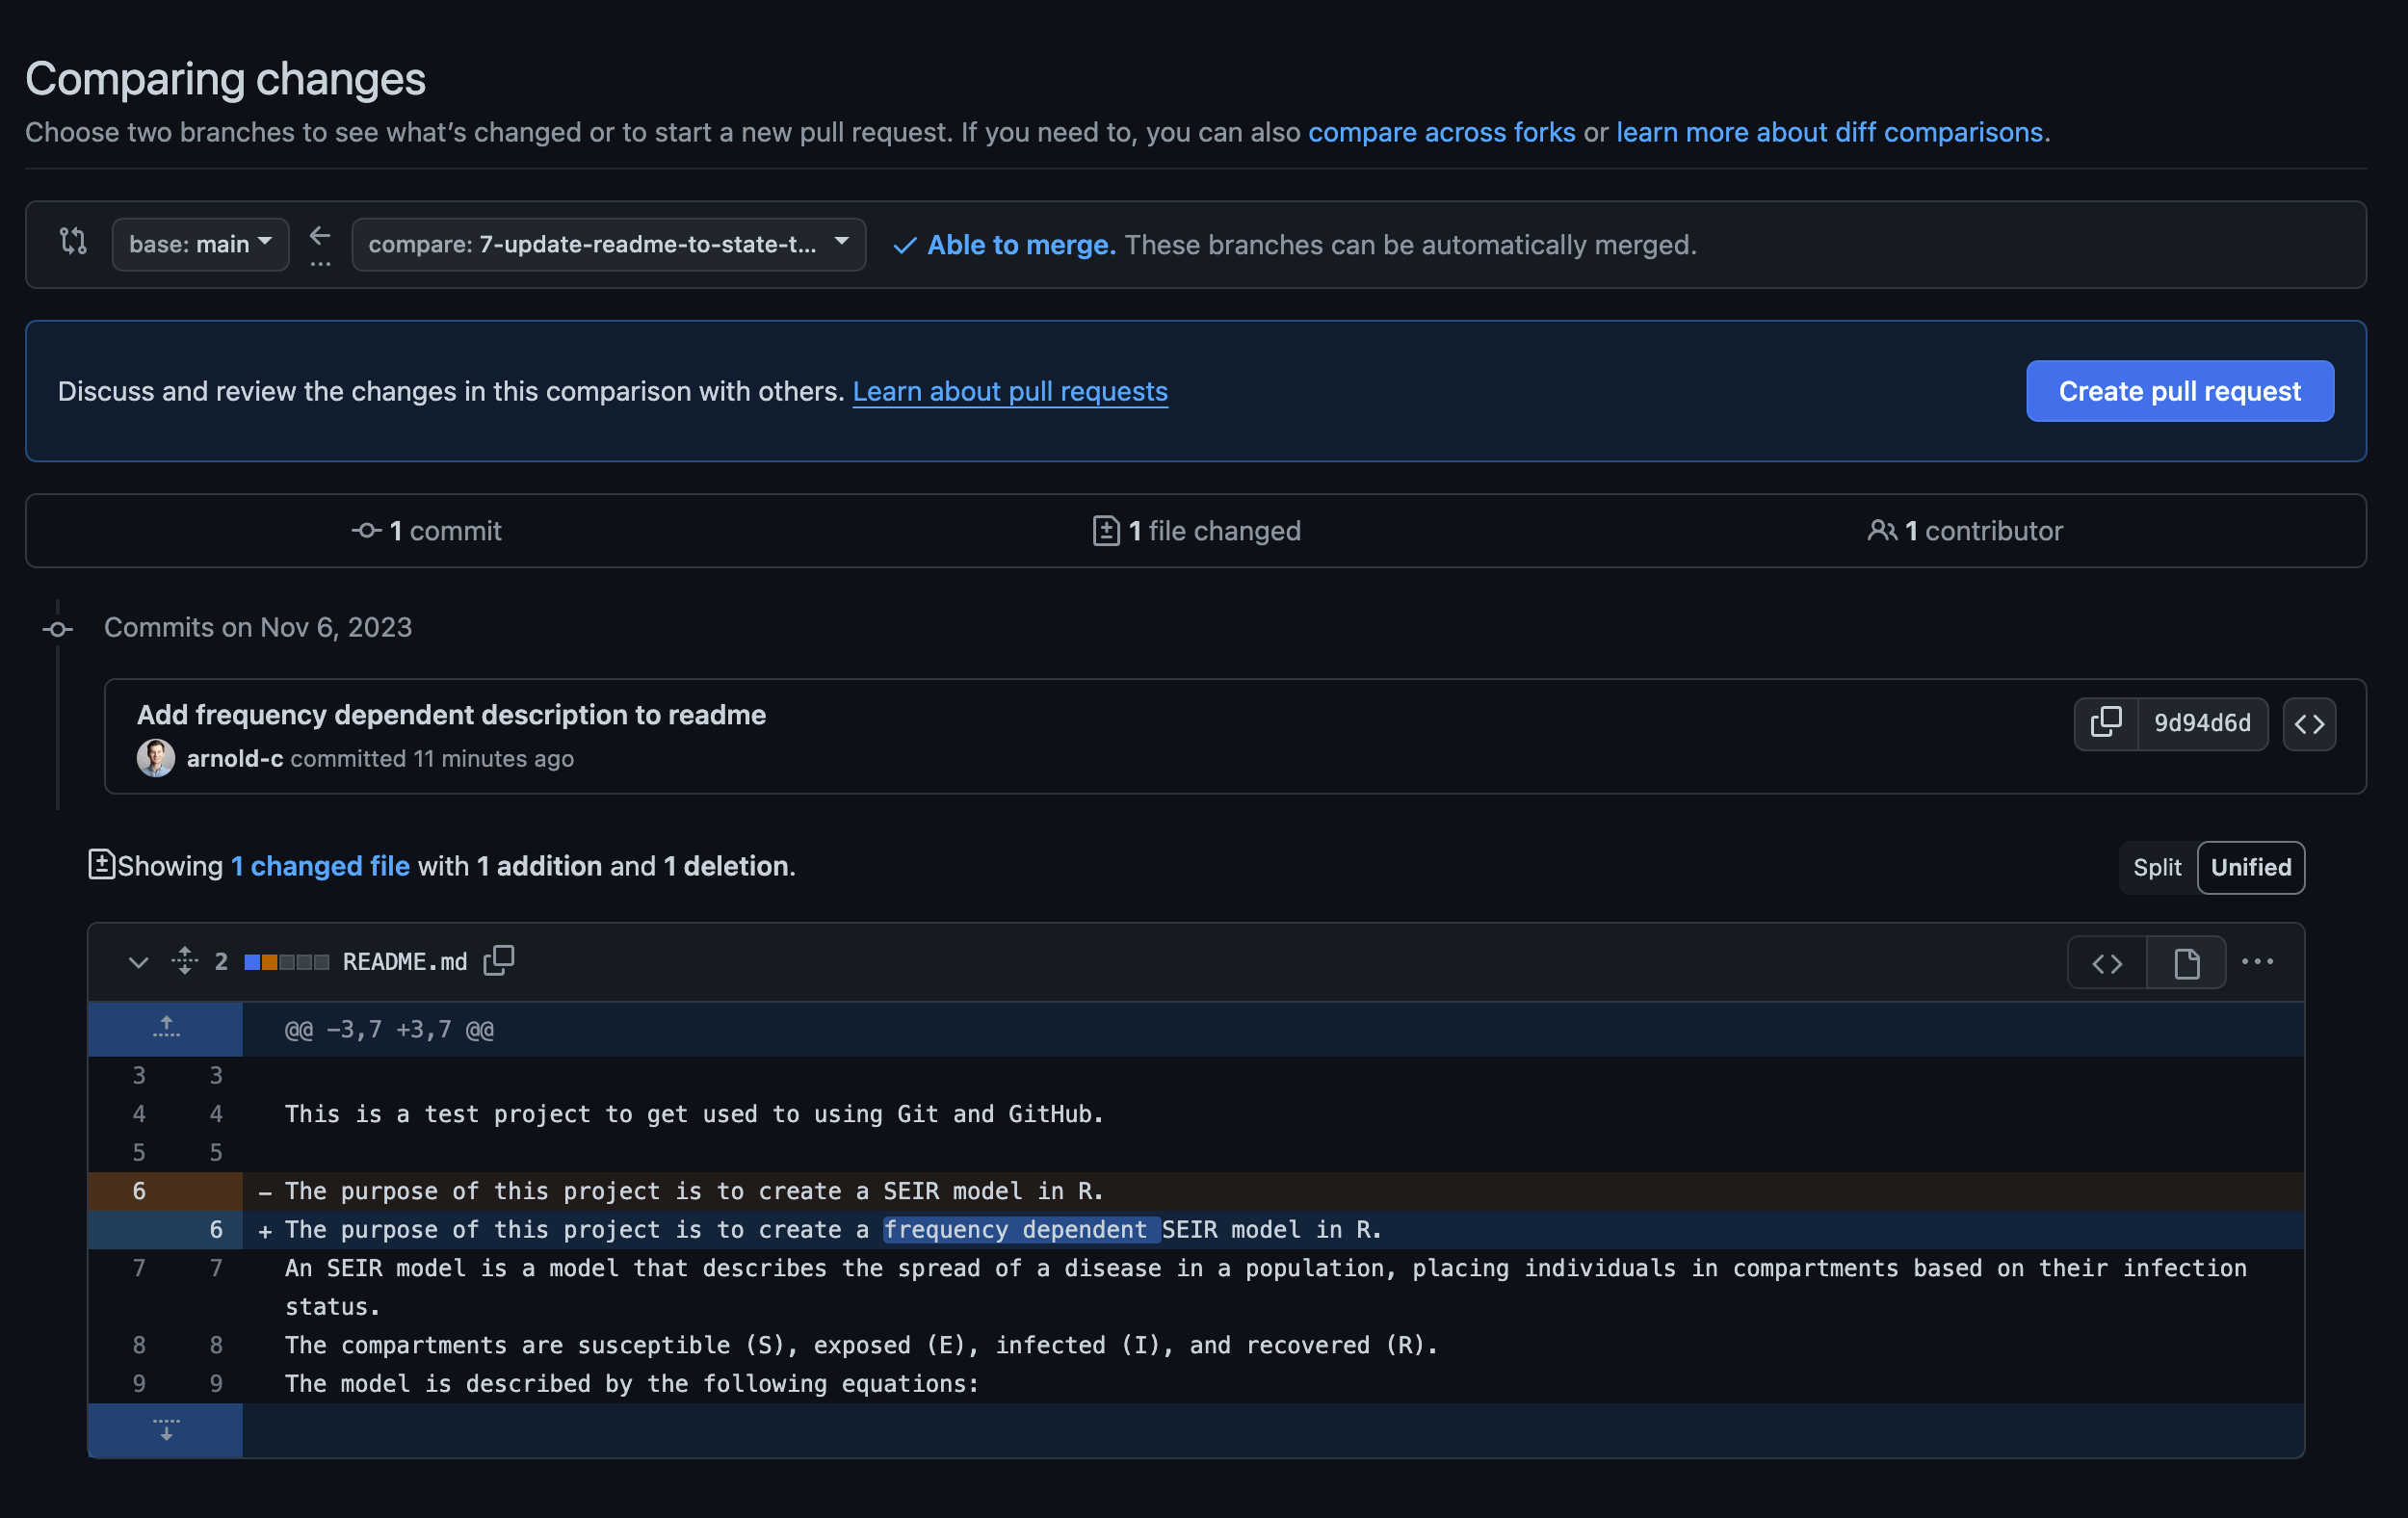 Comparing changes
Choose two branches to see what’s changed or to start a new pull request. If you need to, you can also compare across forks or learn more about diff comparisons.
base: main compare: 7-update-readme-to-state-t... Able to merge. These branches can be automatically merged.
Discuss and review the changes in this comparison with others. Learn about pull requests Create pull request
1 commit 1 file changed 1 contributor
Commits on Nov 6, 2023
Add frequency dependent description to readme
arnold-c committed 11 minutes ago 9d94d6d
Showing 1 changed file with 1 addition and 1 deletion. Split Unified
2 README.md
@@ -3,7 +3,7 @@
3 3
4 4 This is a test project to get used to using Git and GitHub.
5 5
6 - The purpose of this project is to create a SEIR model in R.
6 + The purpose of this project is to create a frequency dependent SEIR model in R.
7 7 An SEIR model is a model that describes the spread of a disease in a population, placing individuals in compartments based on their infection
status.
8 8 The compartments are susceptible (S), exposed (E), infected (I), and recovered (R).
9 9 The model is described by the following equations: